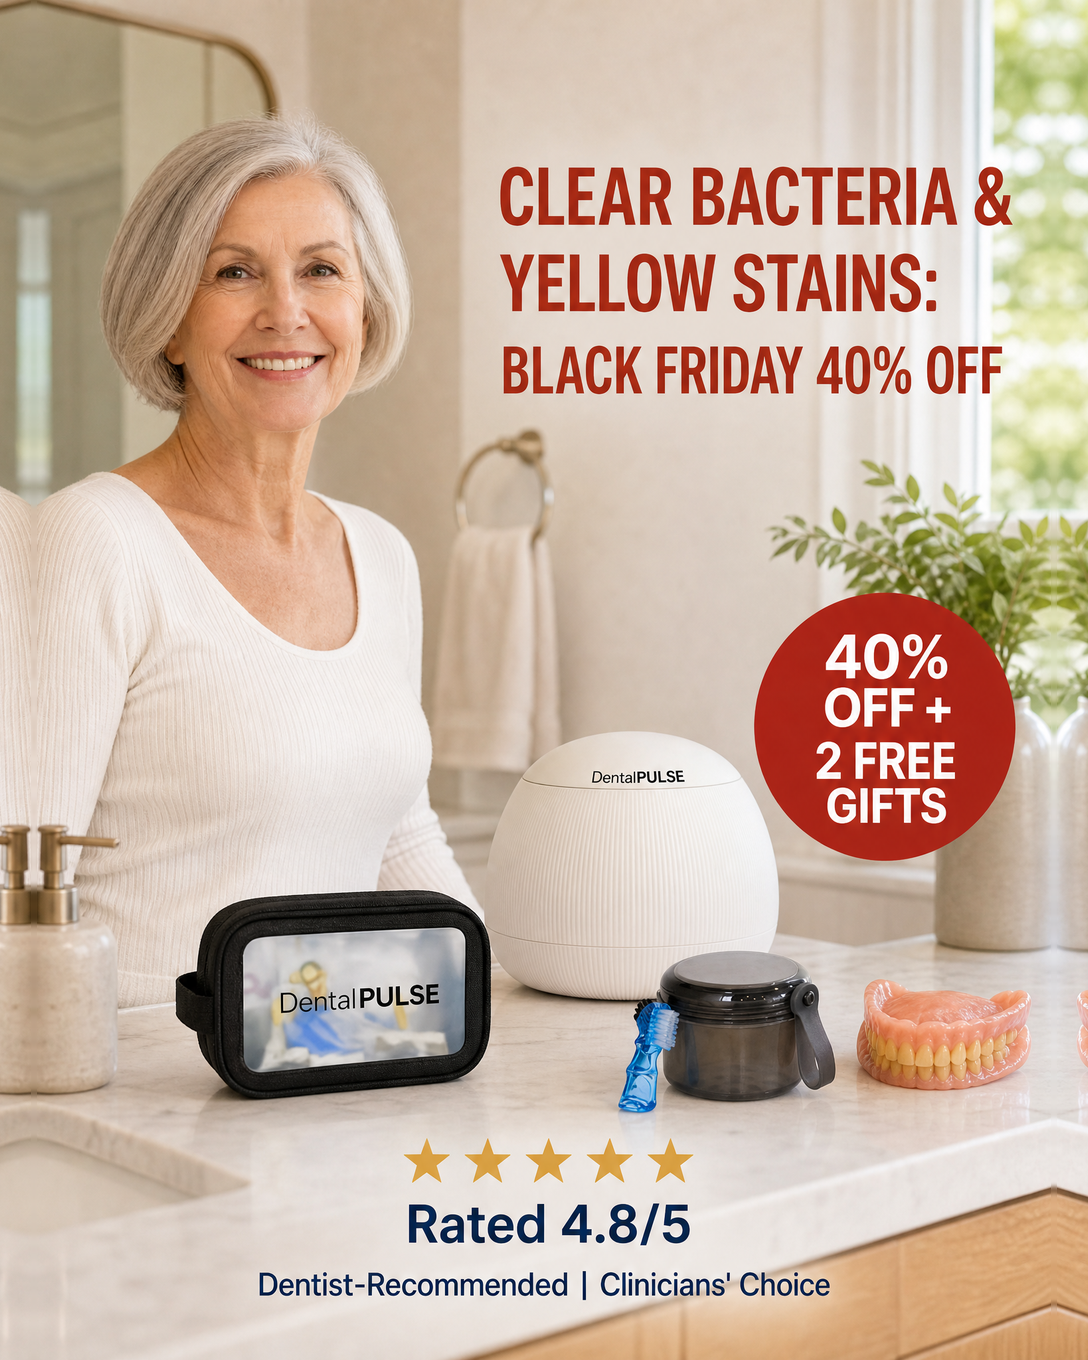 CLEAR BACTERIA &
YELLOW STAINS:
BLACK FRIDAY 40% OFF
40%
OFF +
2 FREE
GIFTS
DentalPULSE
DentalPULSE
Rated 4.8/5
Dentist-Recommended | Clinicians' Choice